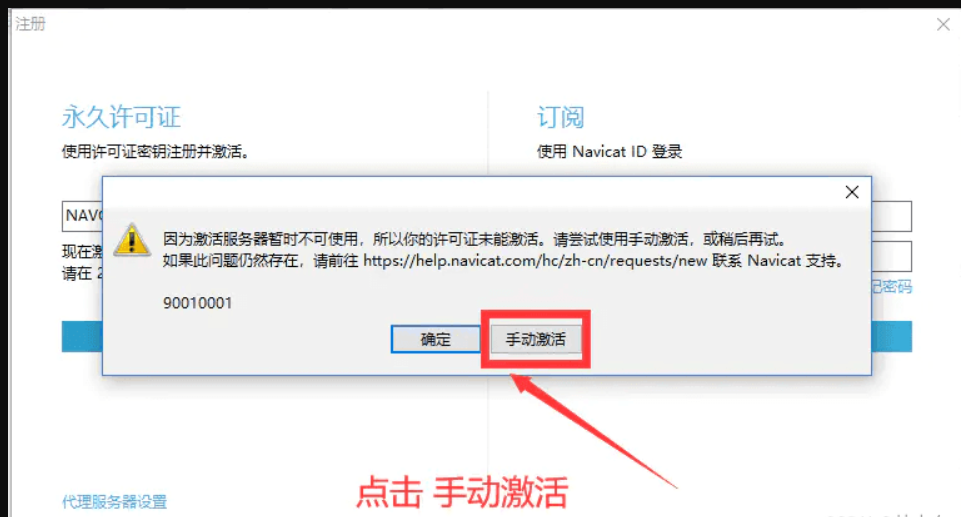 注册
永久许可证
使用许可证密钥注册并激活。
订阅
使用 Navicat ID 登录
因为激活服务器暂时不可使用，所以你的许可证未能激活。请尝试使用手动激活，或稍后再试。
如果此问题仍然存在，请前往 https://help.navicat.com/hc/zh-cn/requests/new 联系 Navicat 支持。
90010001
确定
手动激活
现在激
请在 2
记密码
点击 手动激活
代理服务器设置